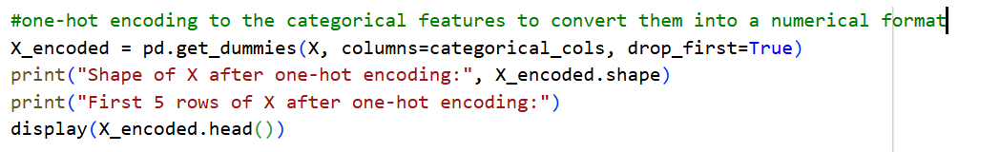 #one-hot encoding to the categorical features to convert them into a numerical format
X_encoded = pd.get_dummies(X, columns=categorical_cols, drop_first=True)
print("Shape of X after one-hot encoding:", X_encoded.shape)
print("First 5 rows of X after one-hot encoding:")
display(X_encoded.head())